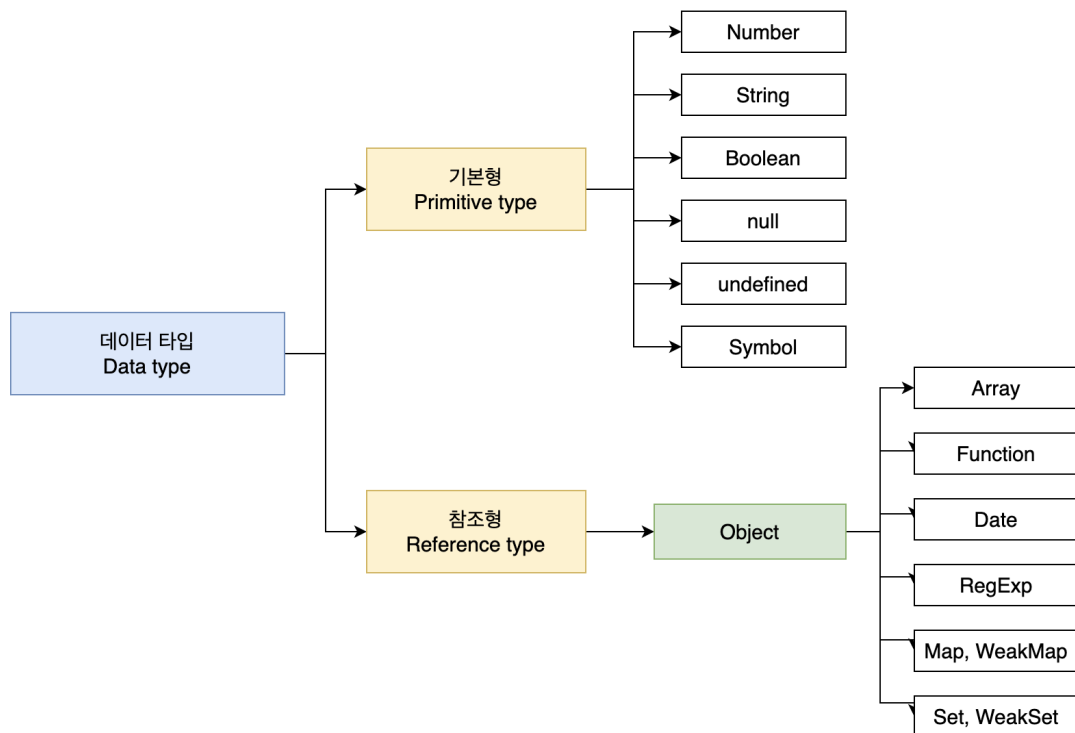 Number
String
Boolean
null
undefined
Symbol
기본형
Primitive type
데이터 타입
Data type
참조형
Reference type
Object
Array
Function
Date
RegExp
Map, WeakMap
Set, WeakSet